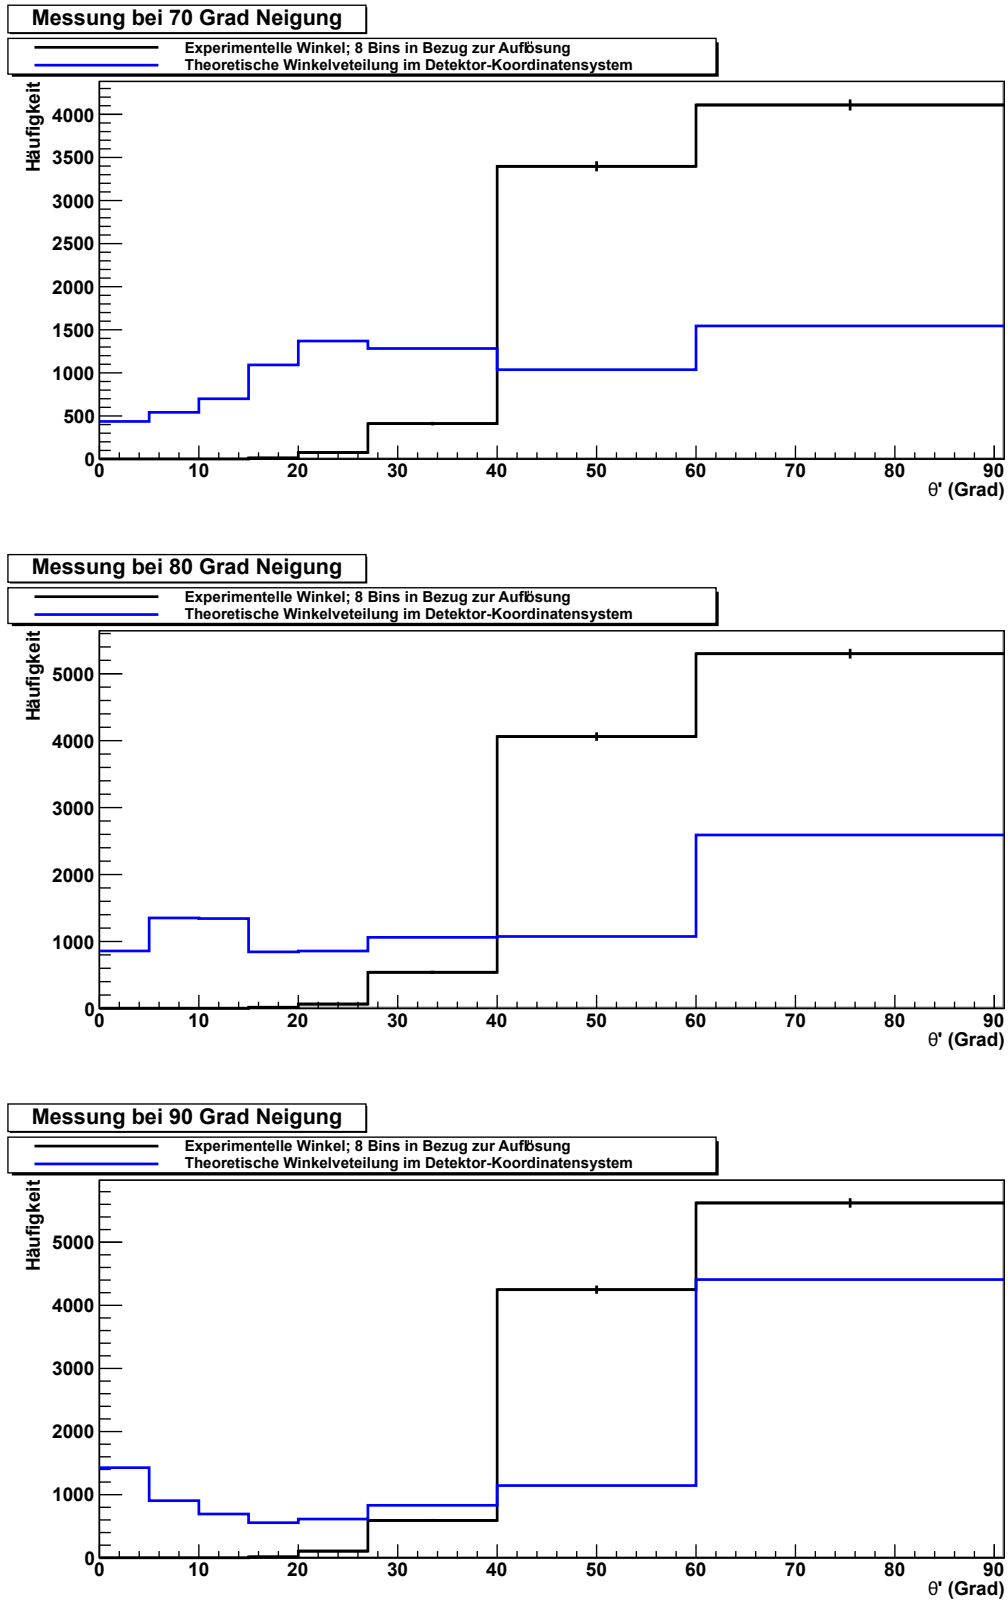 Messung bei 70 Grad Neigung
Experimentelle Winkel; 8 Bins in Bezug zur Auflösung
Theoretische Winkelveteilung im Detektor-Koordinatensystem
Häufigkeit
4000
3500
3000
2500
2000
1500
1000
500
0
0 10 20 30 40 50 60 70 80 90
θ' (Grad)
Messung bei 80 Grad Neigung
Experimentelle Winkel; 8 Bins in Bezug zur Auflösung
Theoretische Winkelveteilung im Detektor-Koordinatensystem
Häufigkeit
5000
4000
3000
2000
1000
0
0 10 20 30 40 50 60 70 80 90
θ' (Grad)
Messung bei 90 Grad Neigung
Experimentelle Winkel; 8 Bins in Bezug zur Auflösung
Theoretische Winkelveteilung im Detektor-Koordinatensystem
Häufigkeit
5000
4000
3000
2000
1000
0
0 10 20 30 40 50 60 70 80 90
θ' (Grad)